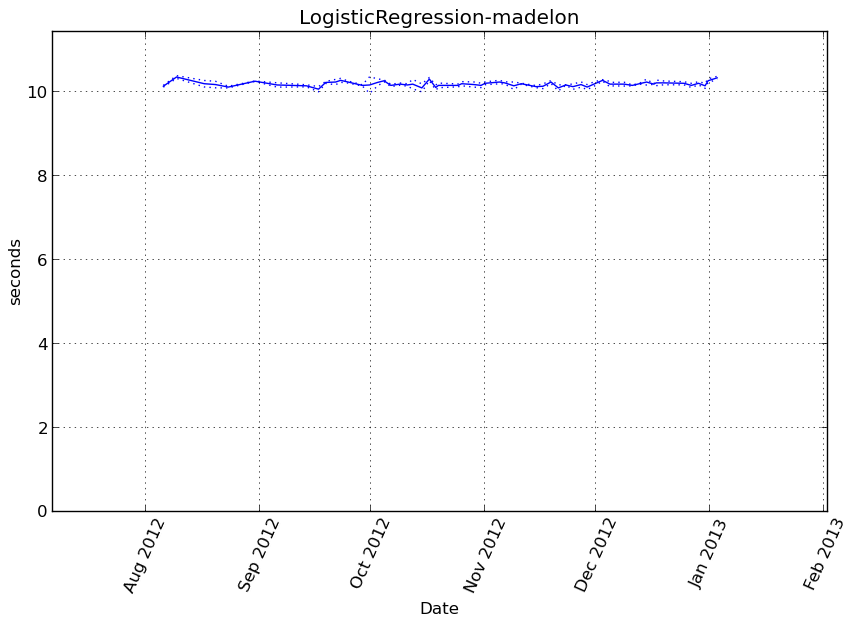 LogisticRegression-madelon
10
8
6
4
2
0
seconds
Aug 2012
Sep 2012
Oct 2012
Nov 2012
Dec 2012
Jan 2013
Feb 2013
Date